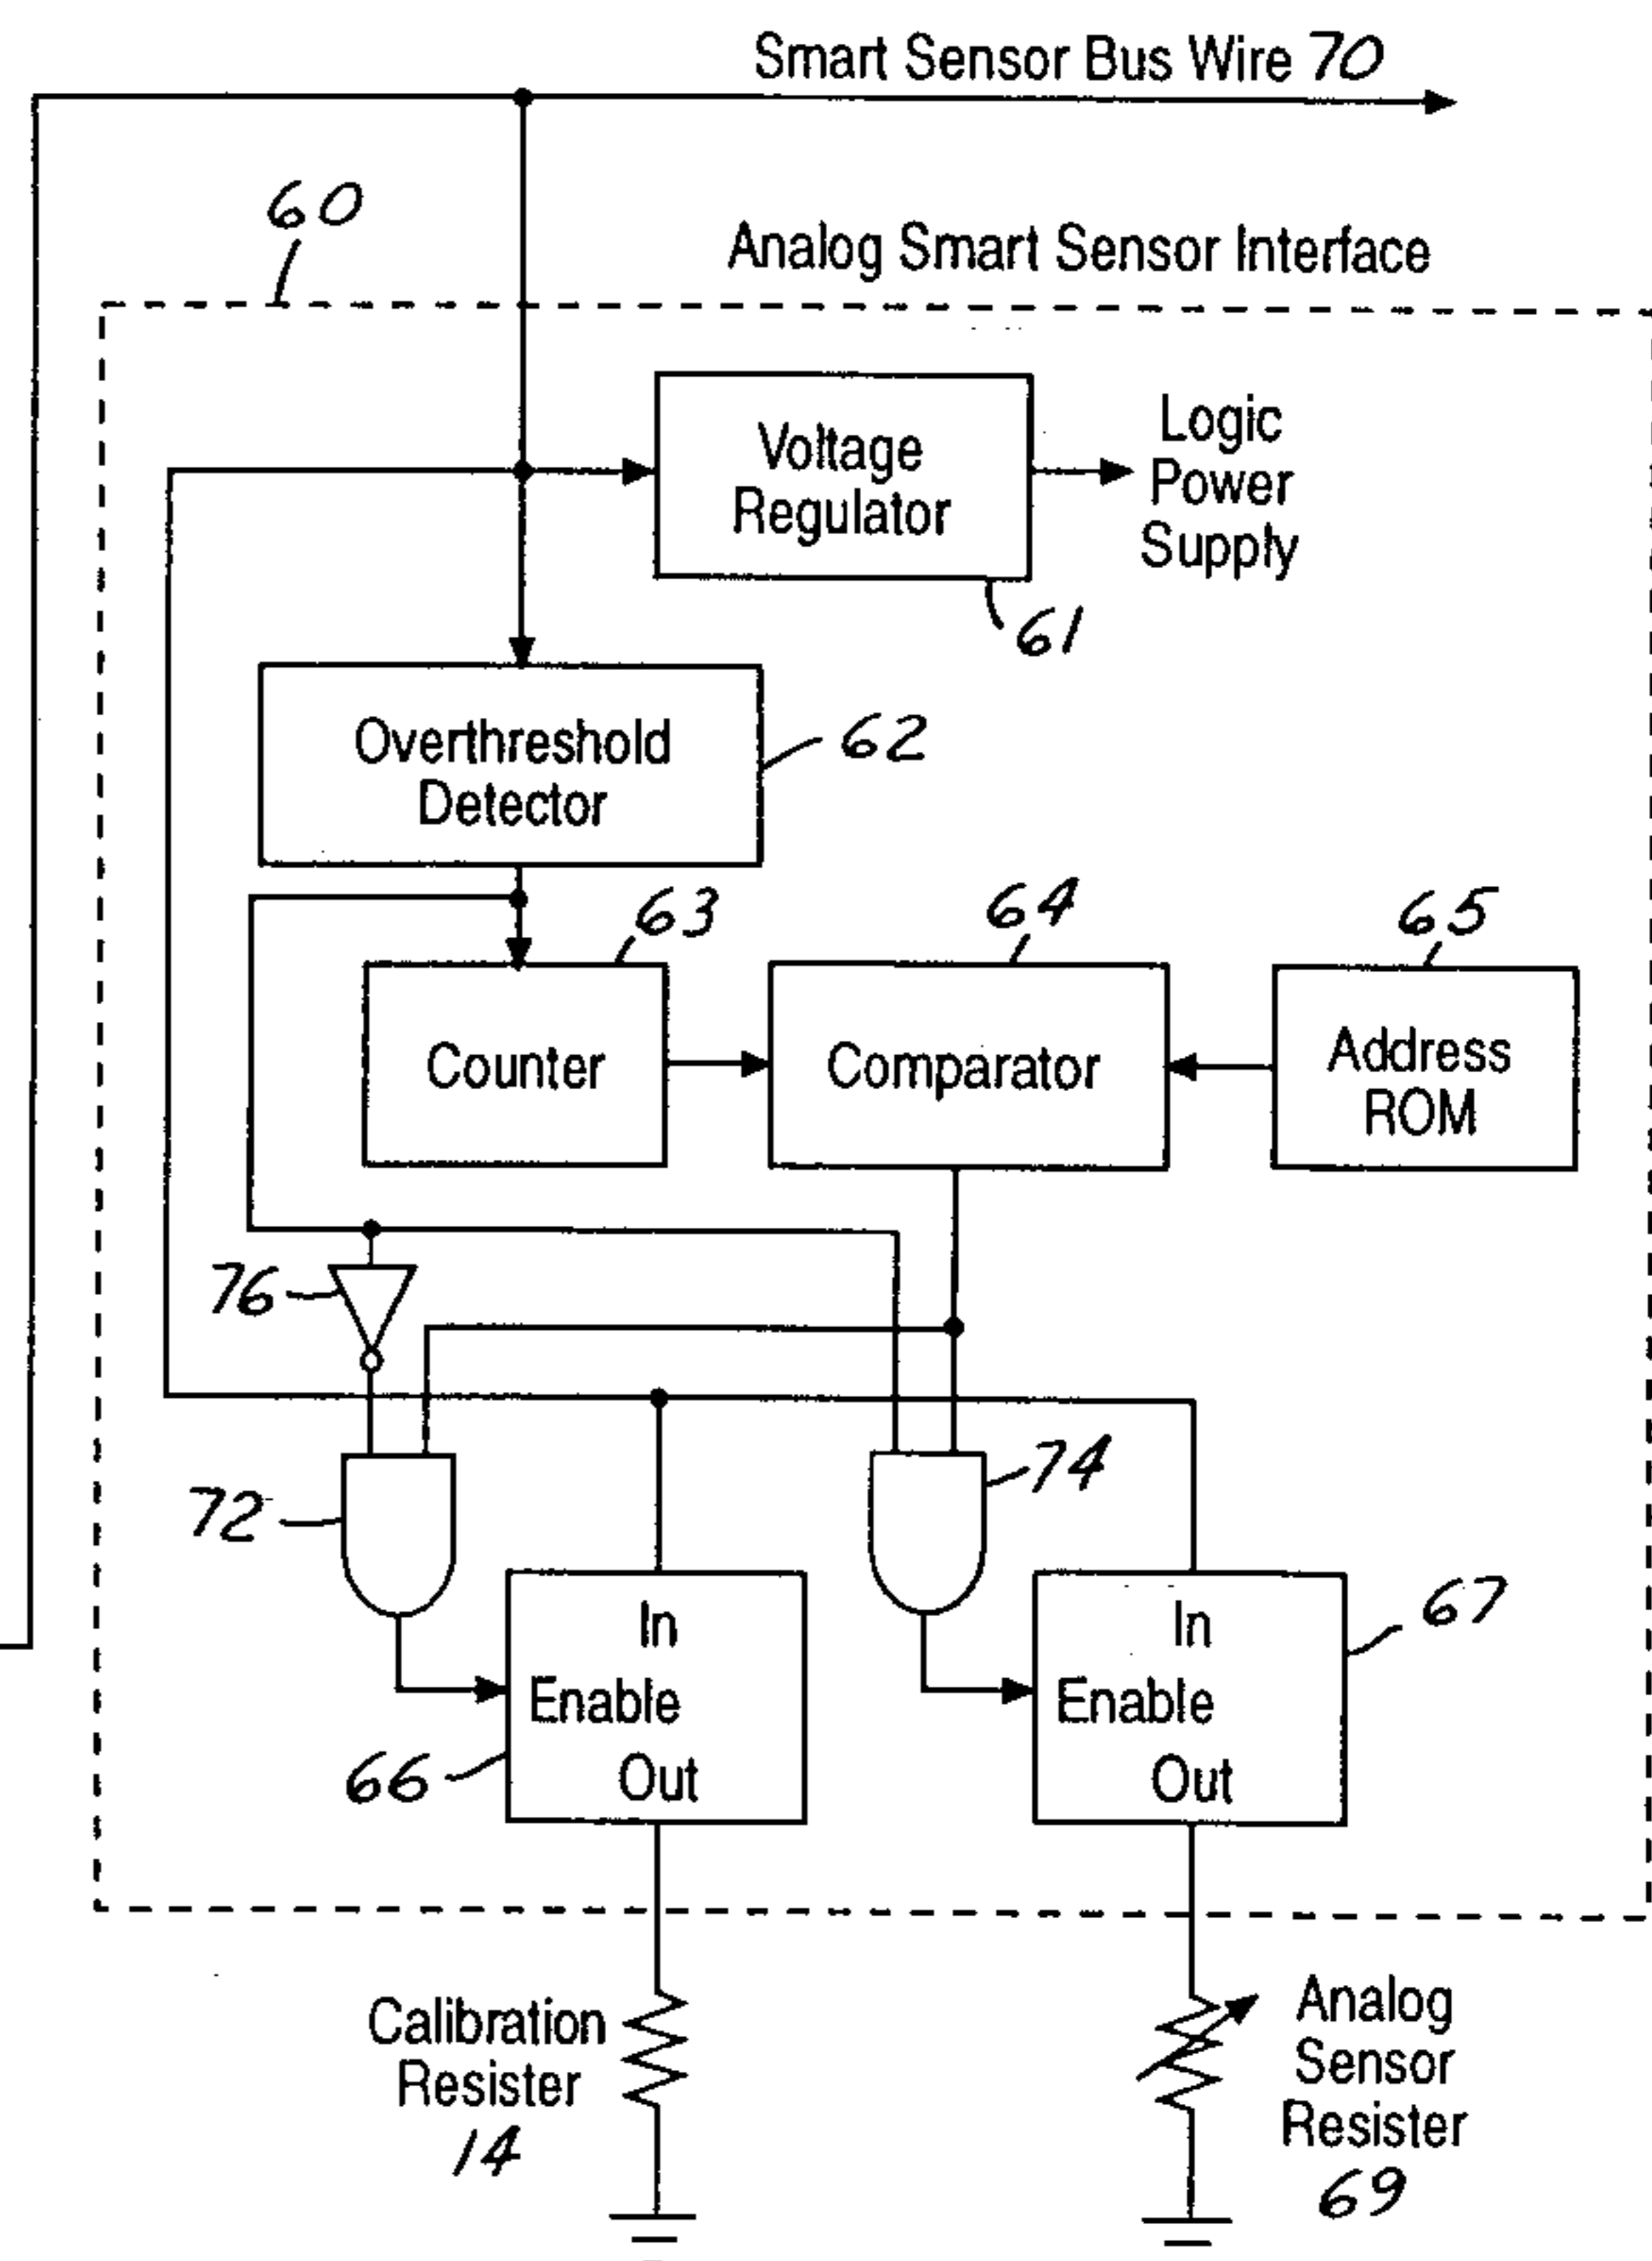 Smart Sensor Bus Wire 70
60
Analog Smart Sensor Interface
Voltage
Regulator
Logic
Power
Supply
61
Overthreshold
Detector
62
63
64
65
Counter
Comparator
Address
ROM
76
72
74
In
Enable
Out
66
In
Enable
Out
67
Calibration
Resister
14
Analog
Sensor
Resister
69